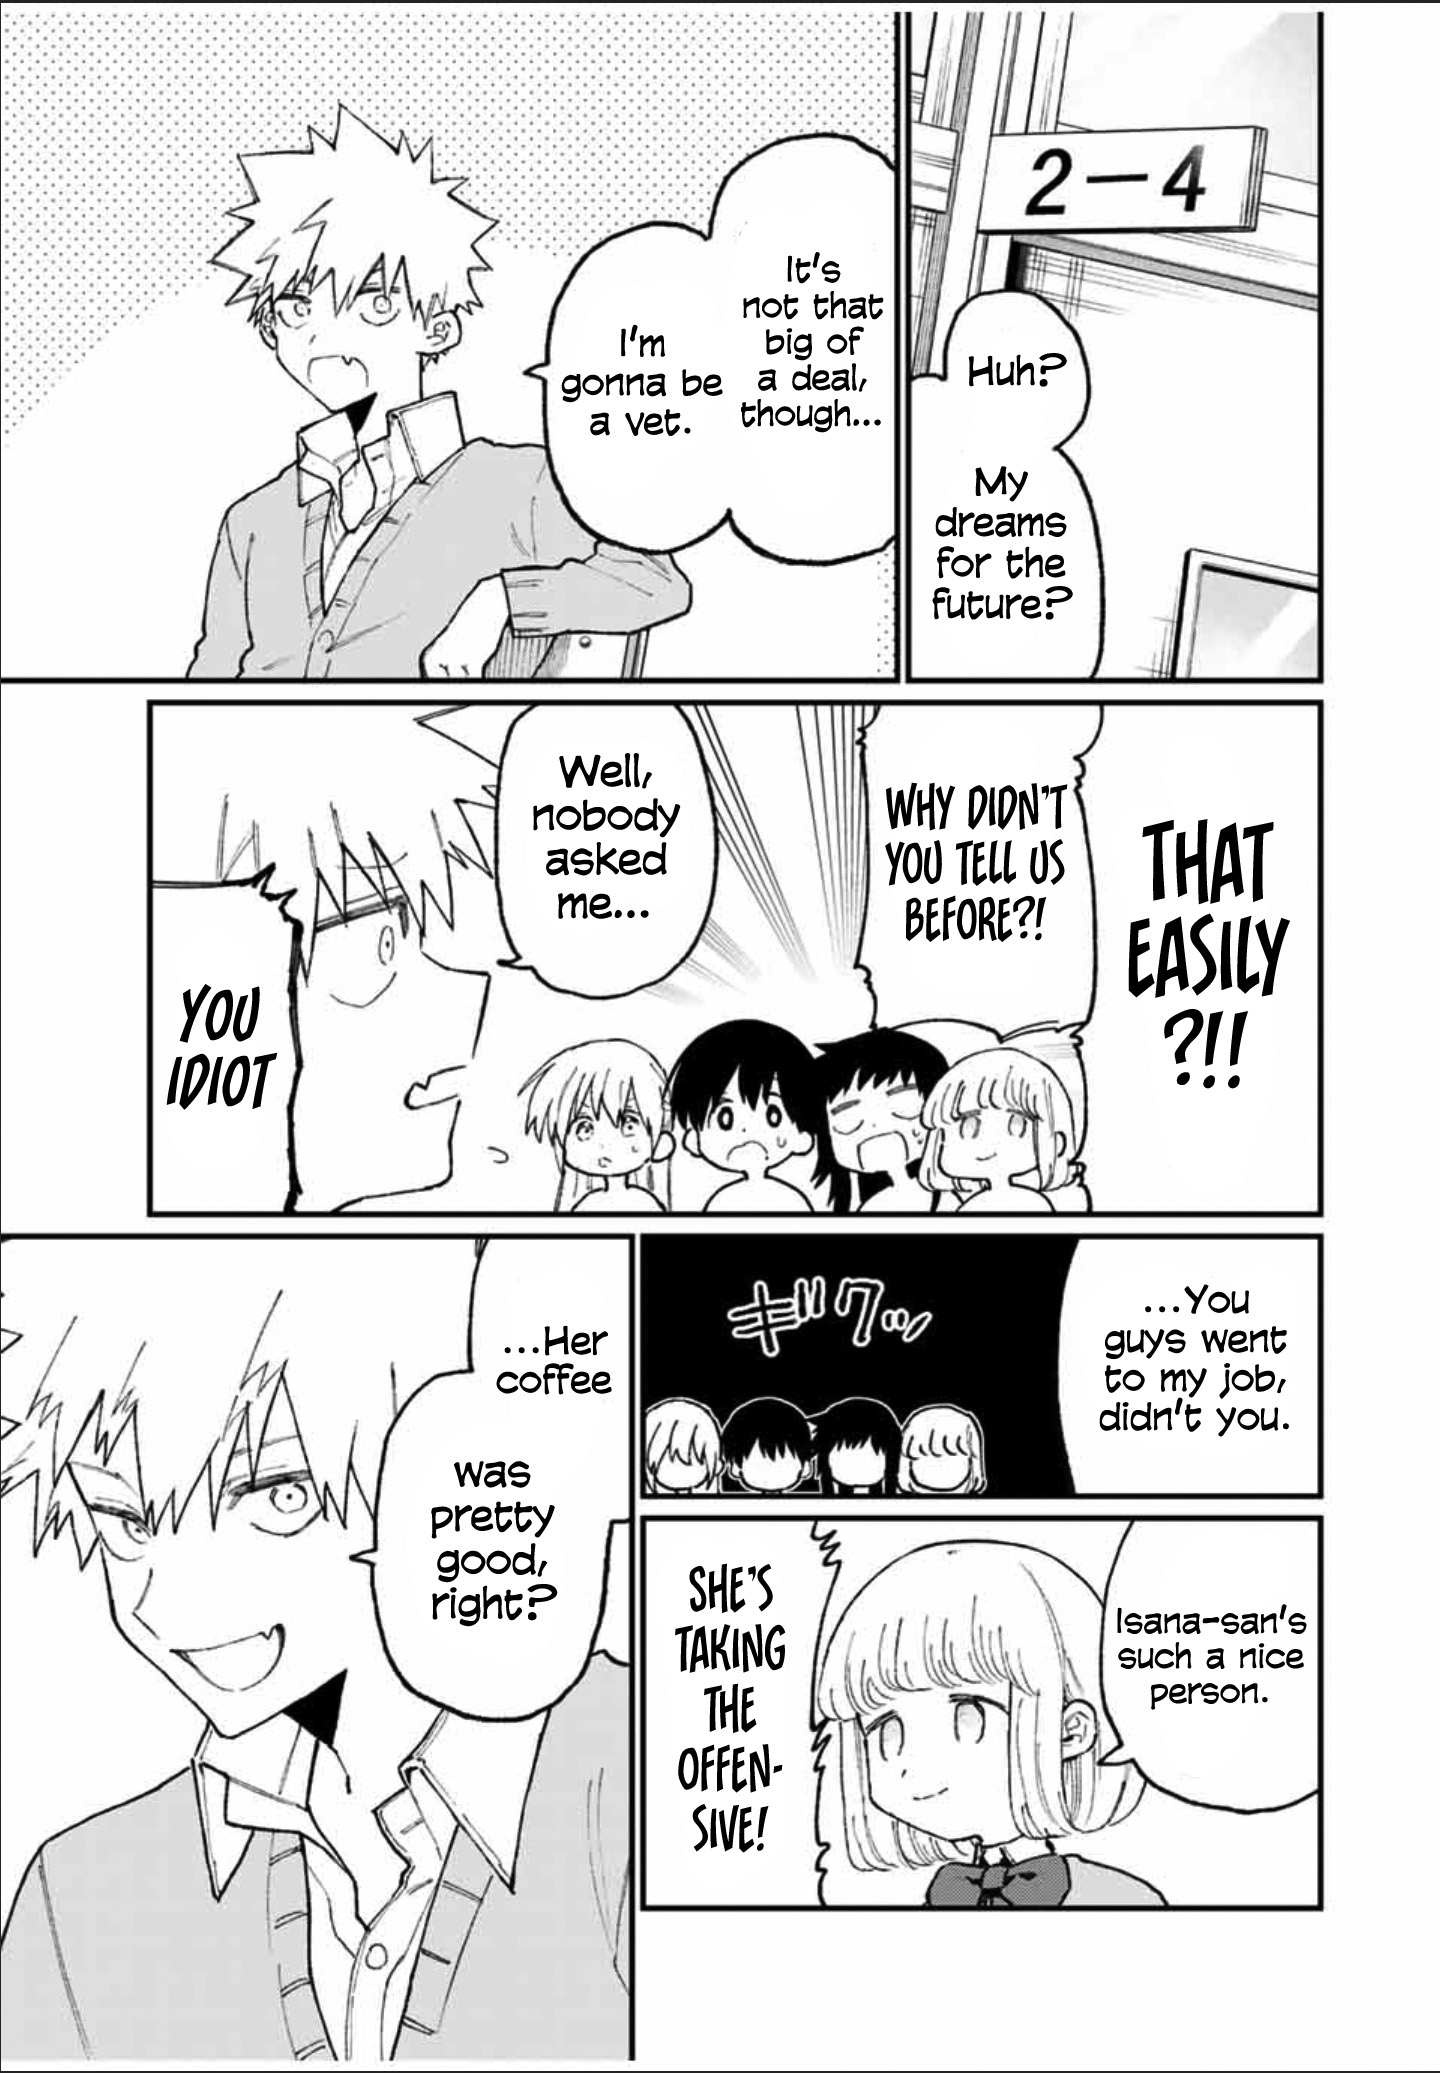 2-4
Huh?
My
dreams
for the
future?
It's
not that
big of
a deal,
though...
I'm
gonna be
a vet.
THAT
EASILY
?!!
WHY DIDN'T
YOU TELL US
BEFORE?!
Well,
nobody
asked
me...
YOU
IDIOT
...You
guys went
to my job,
didn't you.
ギクッ
Isana-san's
such a nice
person.
SHE'S
TAKING
THE
OFFEN-
SIVE!
...Her
coffee
was
pretty
good,
right?